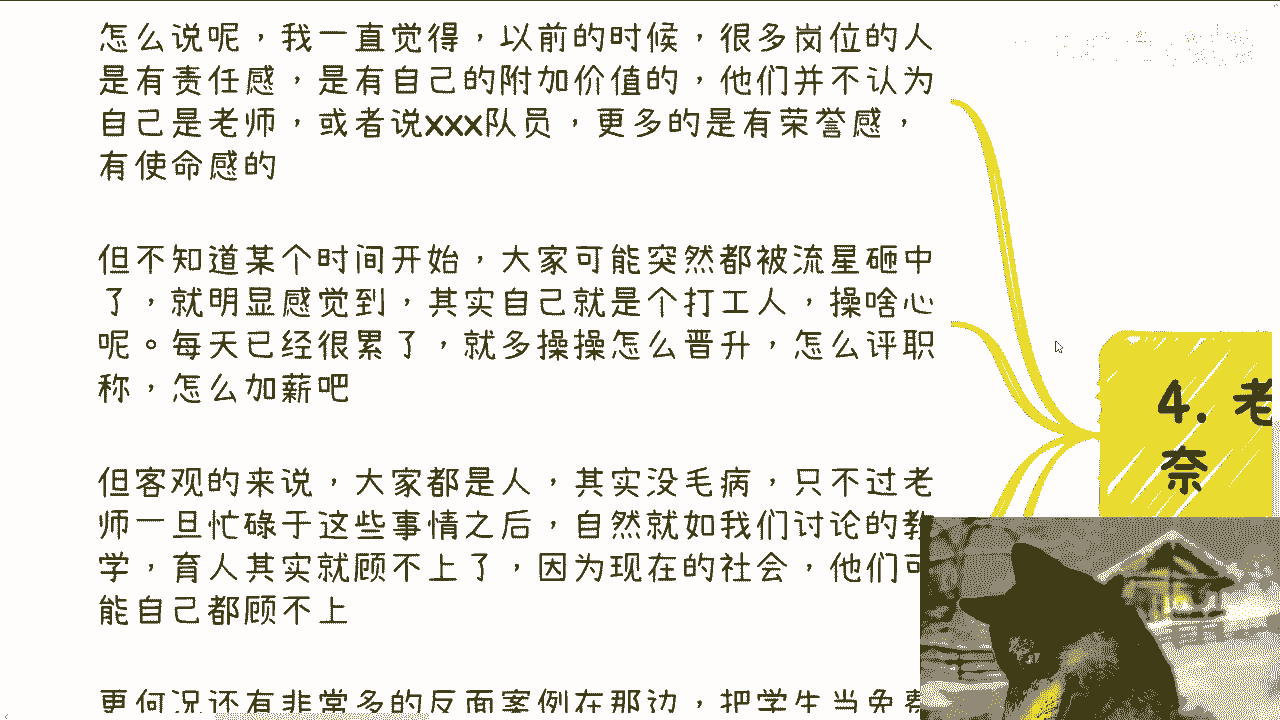 怎么说呢，我一直觉得，以前的时候，很多岗位的人
是有责任感，是有自己的附加价值的，他们并不认为
自己是老师，或者说xxx队员，更多的是有荣誉感，
有使命感的
但不知道某个时间开始，大家可能突然都被流星砸中
了，就明显感觉到，其实自己就是个打工人，操啥心
呢。每天已经很累了，就多操操怎么晋升，怎么评职
称，怎么加薪吧
但客观的来说，大家都是人，其实没毛病，只不过老
师一旦忙碌于这些事情之后，自然就如我们讨论的教
学，育人其实就顾不上了，因为现在的社会，他们可
能自己都顾不上
更何况还有非常多的反面案例在那边，把学生当免费
4. 老
奈